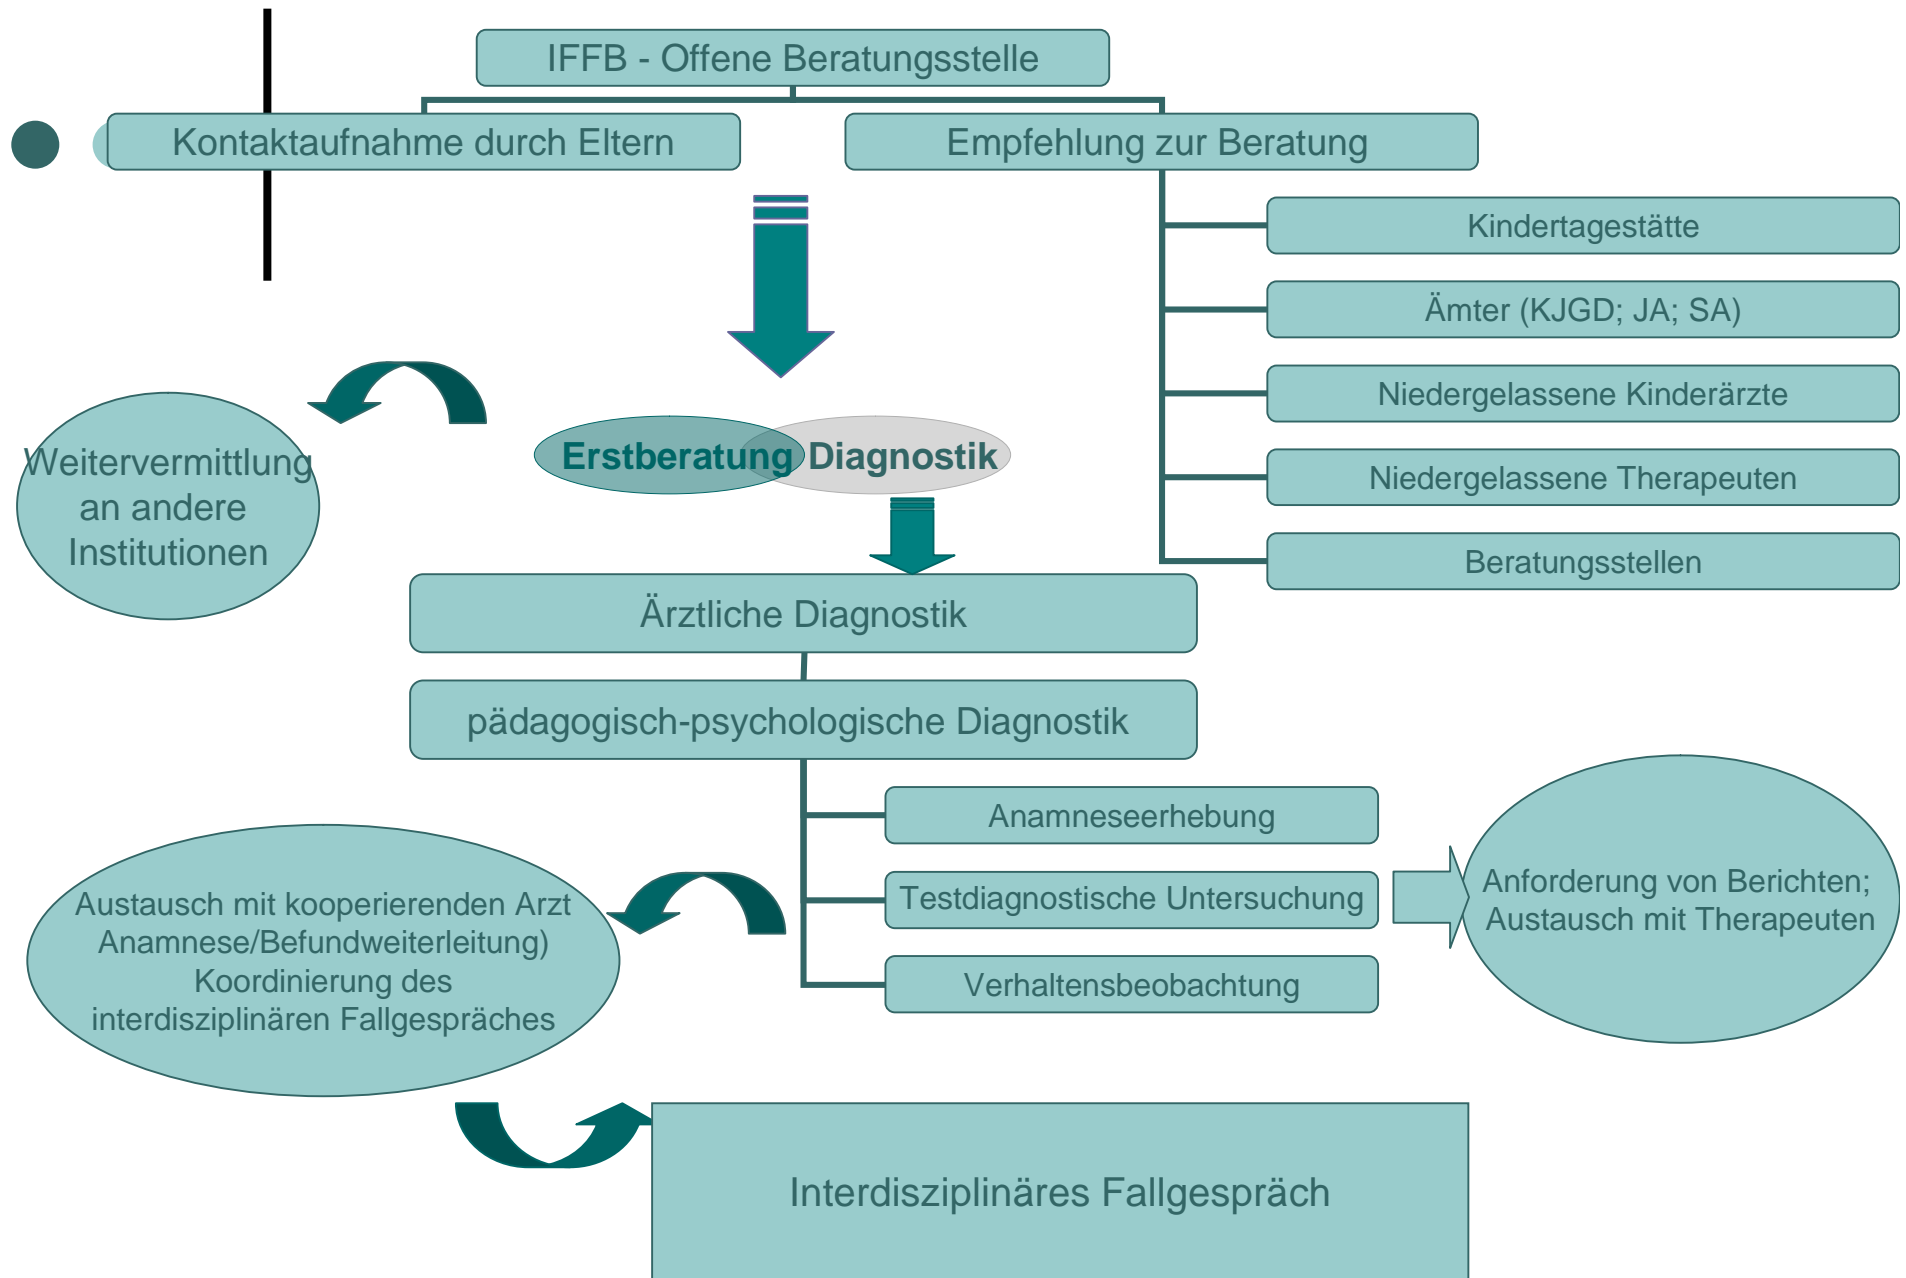 IFFB - Offene Beratungsstelle
Kontaktaufnahme durch Eltern
Empfehlung zur Beratung
Kindertagestätte
Ämter (KJGD; JA; SA)
Niedergelassene Kinderärzte
Niedergelassene Therapeuten
Beratungsstellen
Weitervermittlung
an andere
Institutionen
Erstberatung Diagnostik
Ärztliche Diagnostik
pädagogisch-psychologische Diagnostik
Anamneseerhebung
Testdiagnostische Untersuchung
Verhaltensbeobachtung
Anforderung von Berichten;
Austausch mit Therapeuten
Austausch mit kooperierenden Arzt
Anamnese/Befundweiterleitung)
Koordinierung des
interdisziplinären Fallgespräches
Interdisziplinäres Fallgespräch